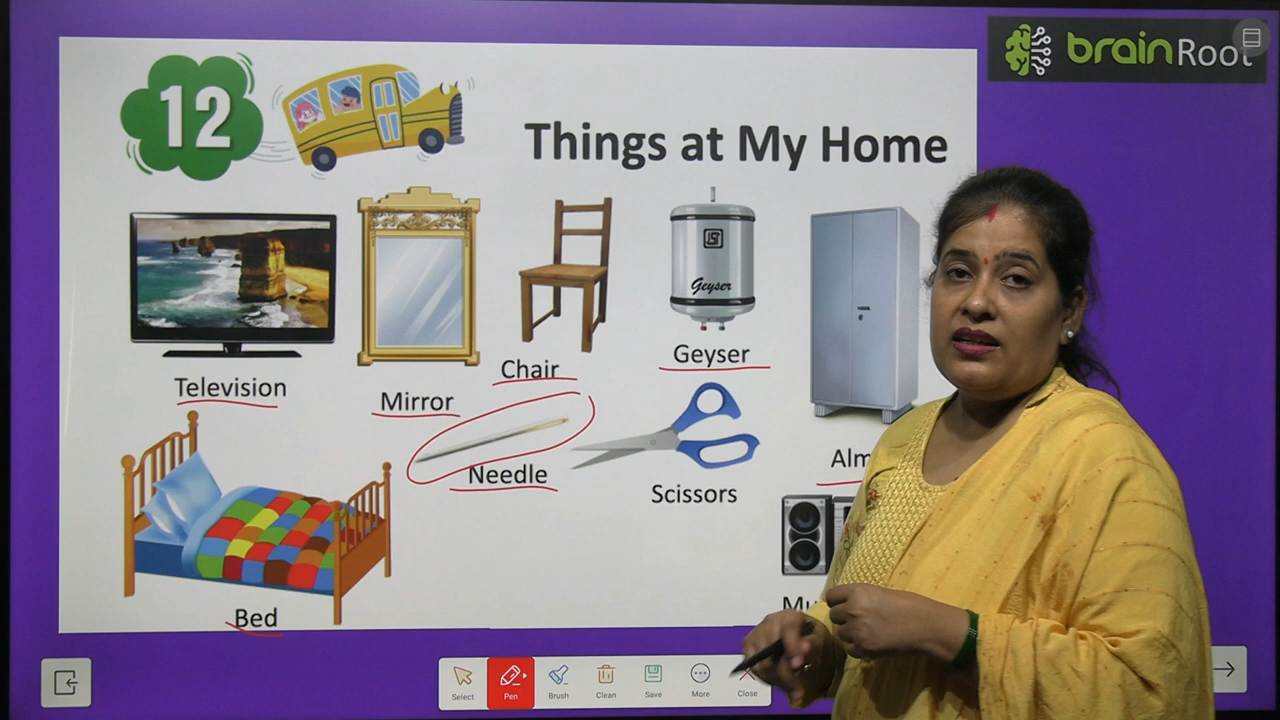 brainRoot
12
Things at My Home
Geyser
Television
Mirror
Chair
Geyser
Needle
Scissors
Bed
Select
Pen
Brush
Clean
Save
More
Close